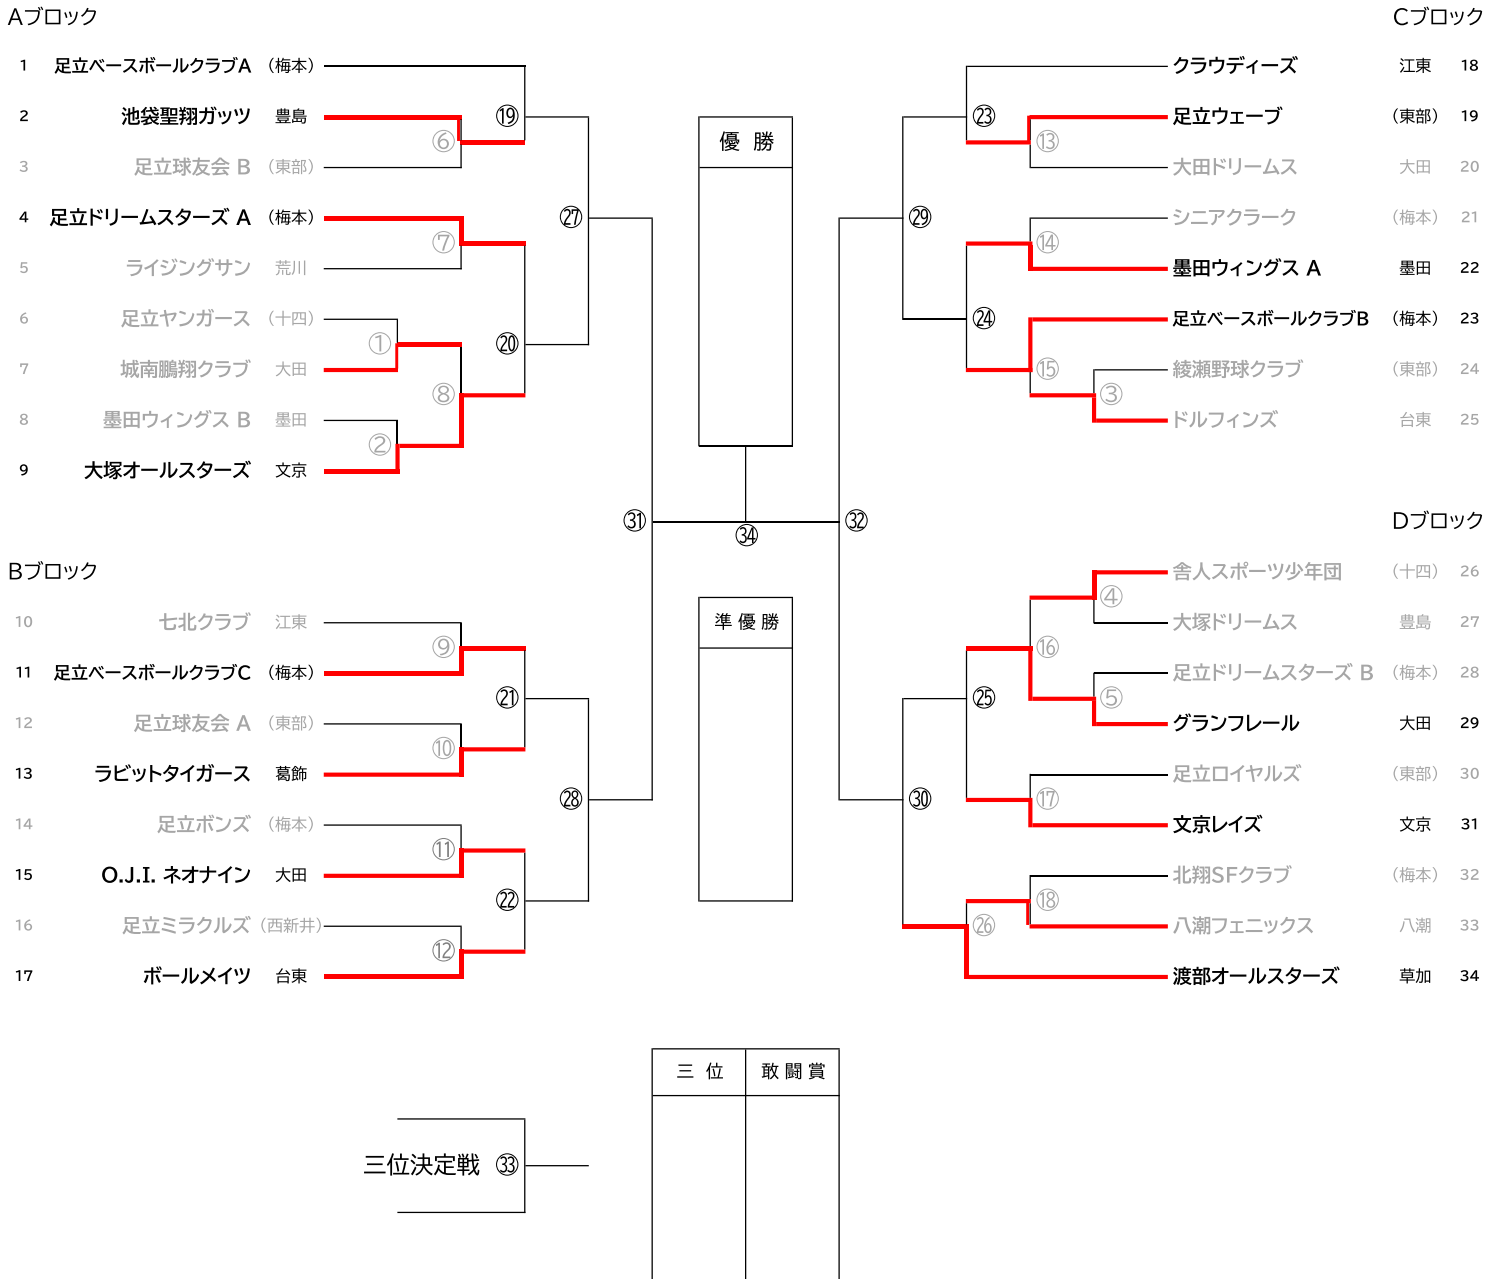 Aブロック
1 足立ベースボールクラブA （梅本）
2 池袋聖翔ガッツ 豊島
3 足立球友会 B （東部）
4 足立ドリームスターズ A （梅本）
5 ライジングサン 荒川
6 足立ヤンガース （十四）
7 城南鵬翔クラブ 大田
8 墨田ウィングス B 墨田
9 大塚オールスターズ 文京
⑥
⑦
①
⑧
②
⑲
⑳
㉗
Bブロック
10 七北クラブ 江東
11 足立ベースボールクラブC （梅本）
12 足立球友会 A （東部）
13 ラビットタイガース 葛飾
14 足立ボンズ （梅本）
15 O.J.I. ネオナイン 大田
16 足立ミラクルズ （西新井）
17 ボールメイツ 台東
⑨
⑩
⑪
⑫
㉑
㉒
㉘
㉛
優勝
㉞
準優勝
㉜
Cブロック
クラウディーズ 江東 18
足立ウェーブ （東部） 19
大田ドリームス 大田 20
シニアクラーク （梅本） 21
墨田ウィングス A 墨田 22
足立ベースボールクラブB （梅本） 23
綾瀬野球クラブ （東部） 24
ドルフィンズ 台東 25
㉓
⑬
㉙
⑭
㉔
⑮
③
Dブロック
舎人スポーツ少年団 （十四） 26
大塚ドリームス 豊島 27
足立ドリームスターズ B （梅本） 28
グランフレール 大田 29
足立ロイヤルズ （東部） 30
文京レイズ 文京 31
北翔SFクラブ （梅本） 32
八潮フェニックス 八潮 33
渡部オールスターズ 草加 34
④
⑯
⑤
㉕
⑰
㉚
⑱
㉖
三位 敢闘賞
三位決定戦 ㉝